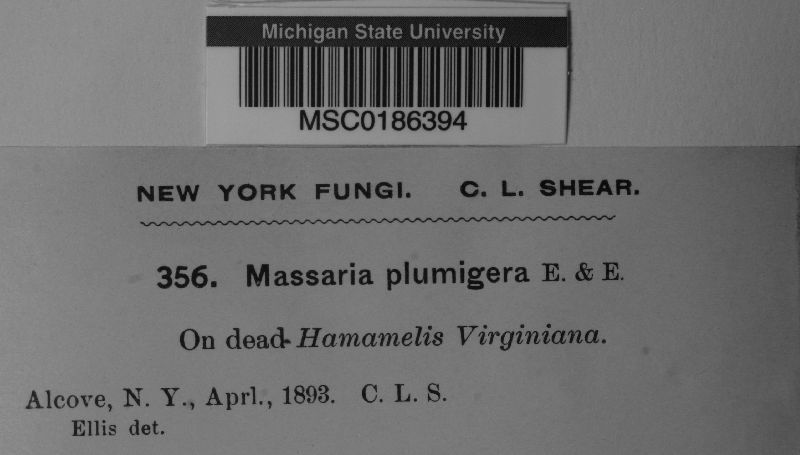 Michigan State University
MSC0186394
NEW YORK FUNGI. C. L. SHEAR.
356. Massaria plumigera E. & E.
On dead Hamamelis Virginiana.
Alcove, N. Y., Aprl., 1893. C. L. S.
Ellis det.